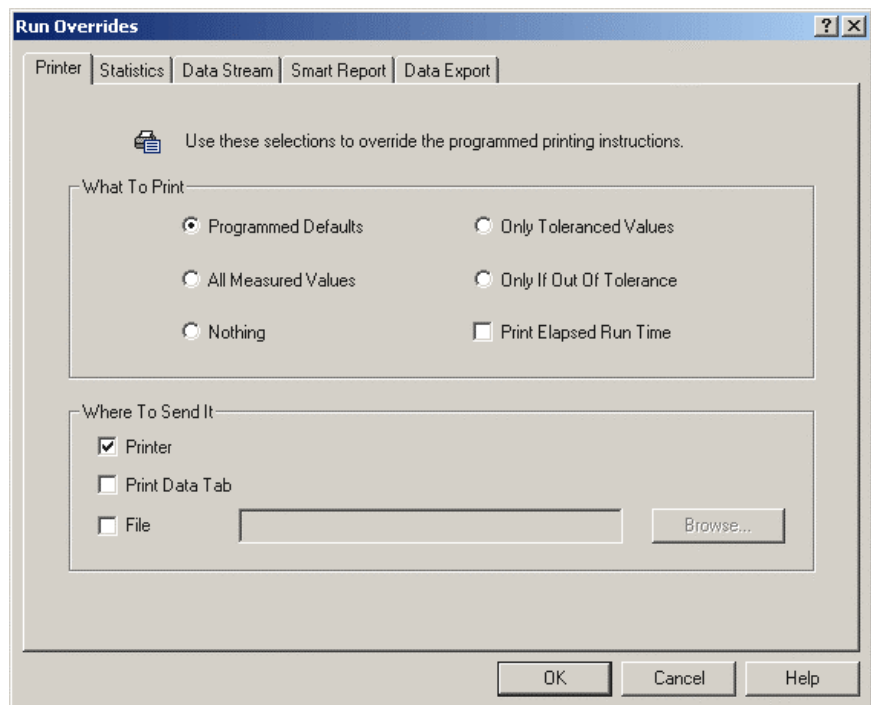 Run Overrides
Printer Statistics Data Stream Smart Report Data Export
Use these selections to override the programmed printing instructions.
What To Print
Programmed Defaults Only Toleranced Values
All Measured Values Only If Out Of Tolerance
Nothing Print Elapsed Run Time
Where To Send It
Printer
Print Data Tab
File Browse...
OK Cancel Help